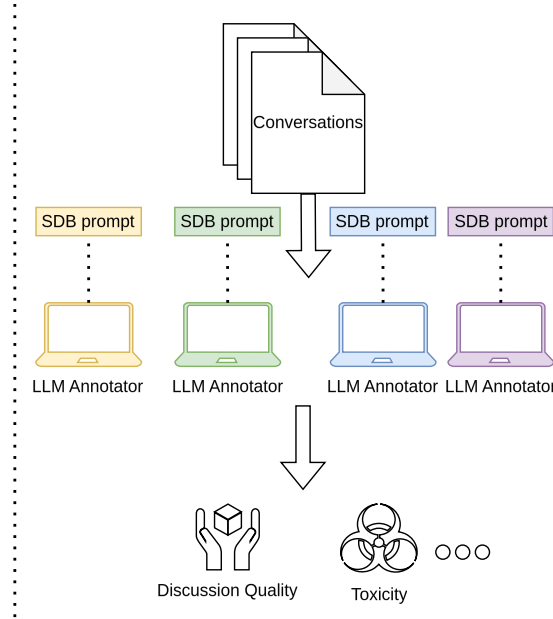 Conversations
SDB prompt
SDB prompt
SDB prompt
SDB prompt
LLM Annotator
LLM Annotator
LLM Annotator
LLM Annotator
Discussion Quality
Toxicity